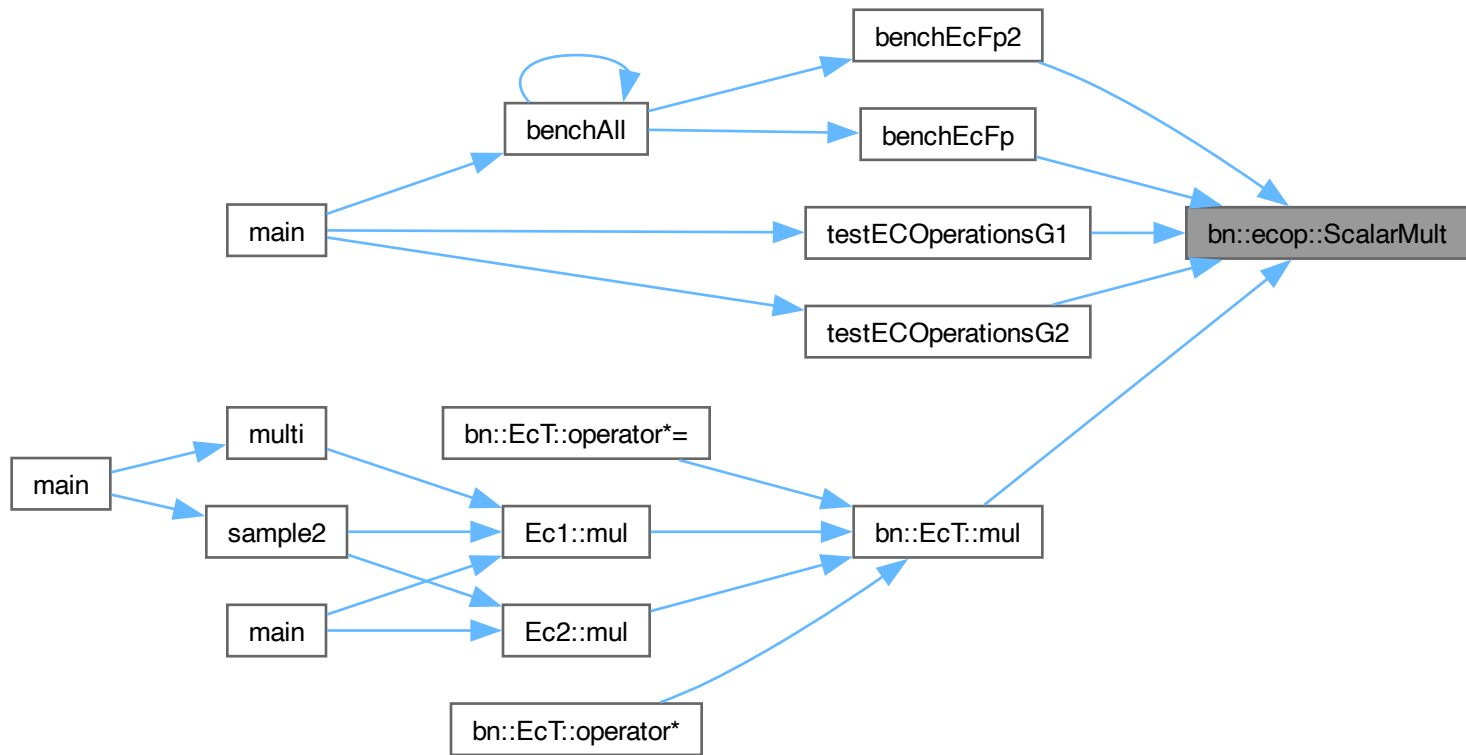 benchEcFp2
benchAll
benchEcFp
main
testECOperationsG1
bn::ecop::ScalarMult
testECOperationsG2
multi
bn::EcT::operator*=
main
sample2
Ec1::mul
bn::EcT::mul
main
Ec2::mul
bn::EcT::operator*